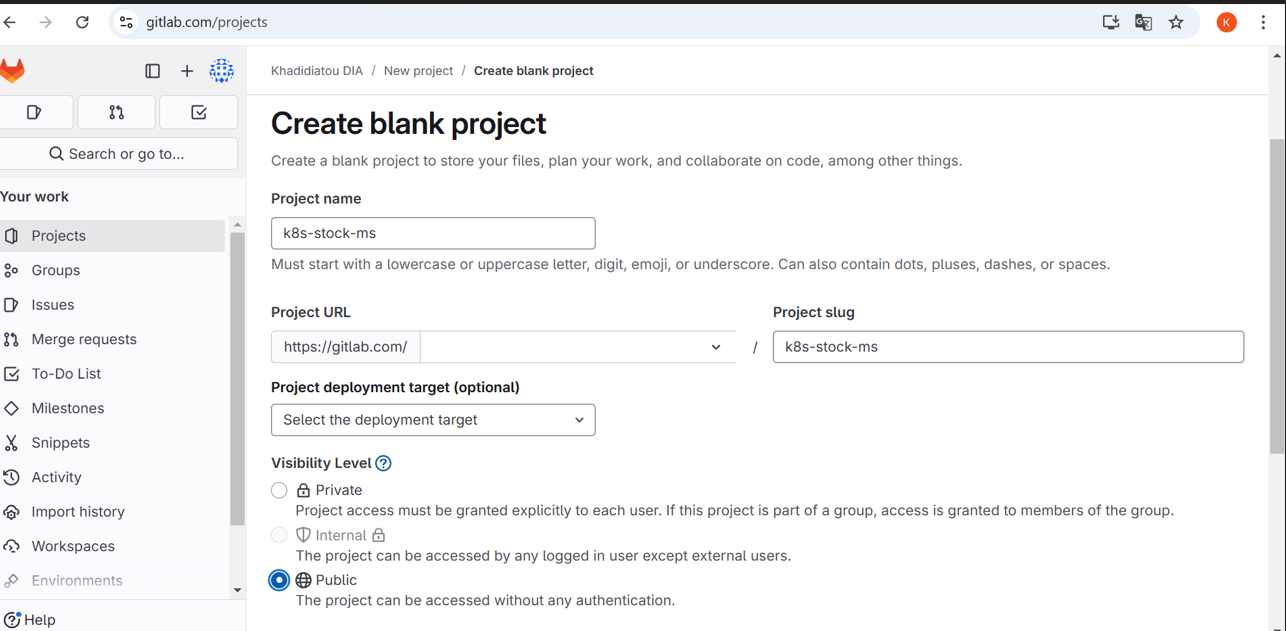 gitlab.com/projects
K
Khadidiatou DIA / New project / Create blank project
Search or go to...
Your work
Projects
Groups
Issues
Merge requests
To-Do List
Milestones
Snippets
Activity
Import history
Workspaces
Environments
Help
Create blank project
Create a blank project to store your files, plan your work, and collaborate on code, among other things.
Project name
k8s-stock-ms
Must start with a lowercase or uppercase letter, digit, emoji, or underscore. Can also contain dots, pluses, dashes, or spaces.
Project URL
https://gitlab.com/
/
Project slug
k8s-stock-ms
Project deployment target (optional)
Select the deployment target
Visibility Level
Private
Project access must be granted explicitly to each user. If this project is part of a group, access is granted to members of the group.
Internal
The project can be accessed by any logged in user except external users.
Public
The project can be accessed without any authentication.